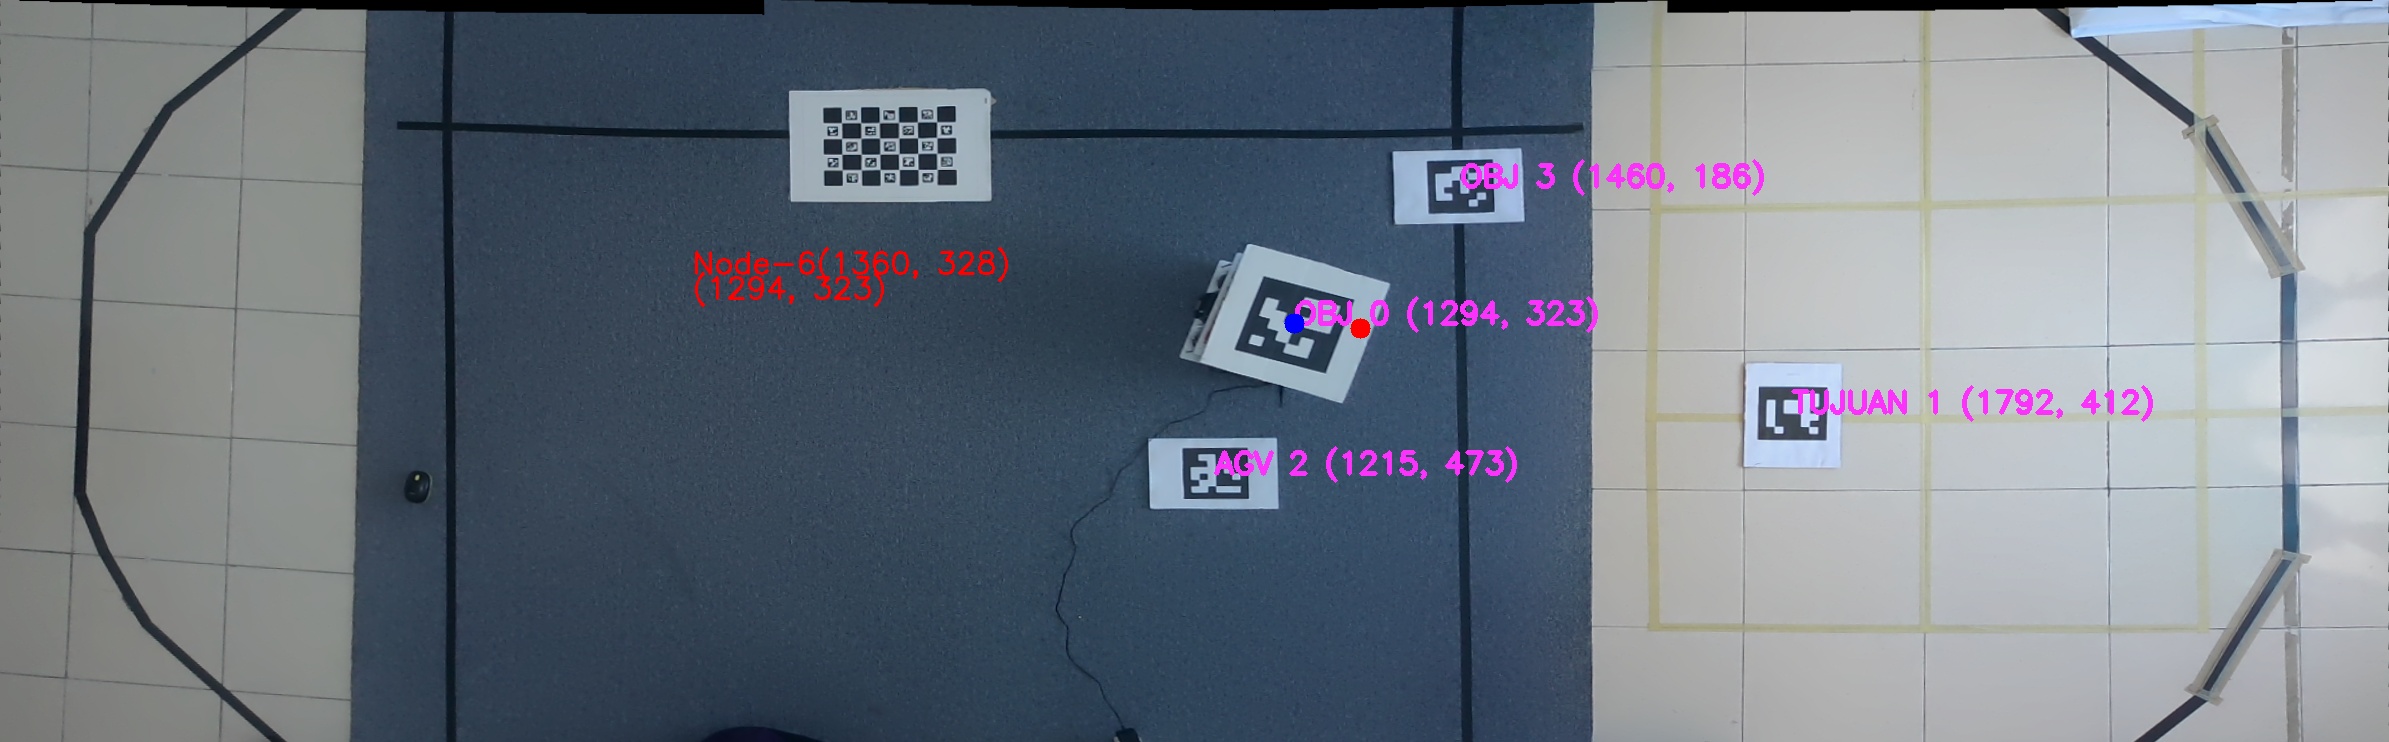 OBJ 3 (1460, 186)
Node-6(1360, 328)
(1294, 323)
OBJ 0 (1294, 323)
TUJUAN 1 (1792, 412)
AGV 2 (1215, 473)